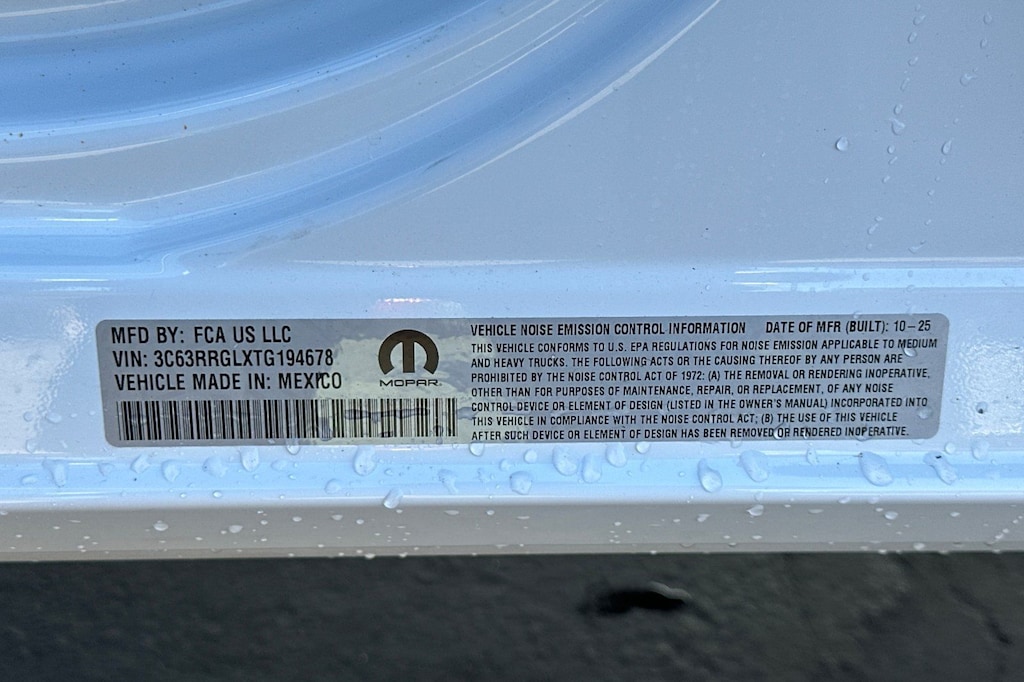 MFD BY: FCA US LLC
VIN: 3C63RRGLXTG194678
VEHICLE MADE IN: MEXICO
MOPAR
VEHICLE NOISE EMISSION CONTROL INFORMATION DATE OF MFR (BUILT): 10-25
THIS VEHICLE CONFORMS TO U.S. EPA REGULATIONS FOR NOISE EMISSION APPLICABLE TO MEDIUM
AND HEAVY TRUCKS. THE FOLLOWING ACTS OR THE CAUSING THEREOF BY ANY PERSON ARE
PROHIBITED BY THE NOISE CONTROL ACT OF 1972: (A) THE REMOVAL OR RENDERING INOPERATIVE,
OTHER THAN FOR PURPOSES OF MAINTENANCE, REPAIR, OR REPLACEMENT, OF ANY NOISE
CONTROL DEVICE OR ELEMENT OF DESIGN (LISTED IN THE OWNER'S MANUAL) INCORPORATED INTO
THIS VEHICLE IN COMPLIANCE WITH THE NOISE CONTROL ACT; (B) THE USE OF THIS VEHICLE
AFTER SUCH DEVICE OR ELEMENT OF DESIGN HAS BEEN REMOVED OR RENDERED INOPERATIVE.